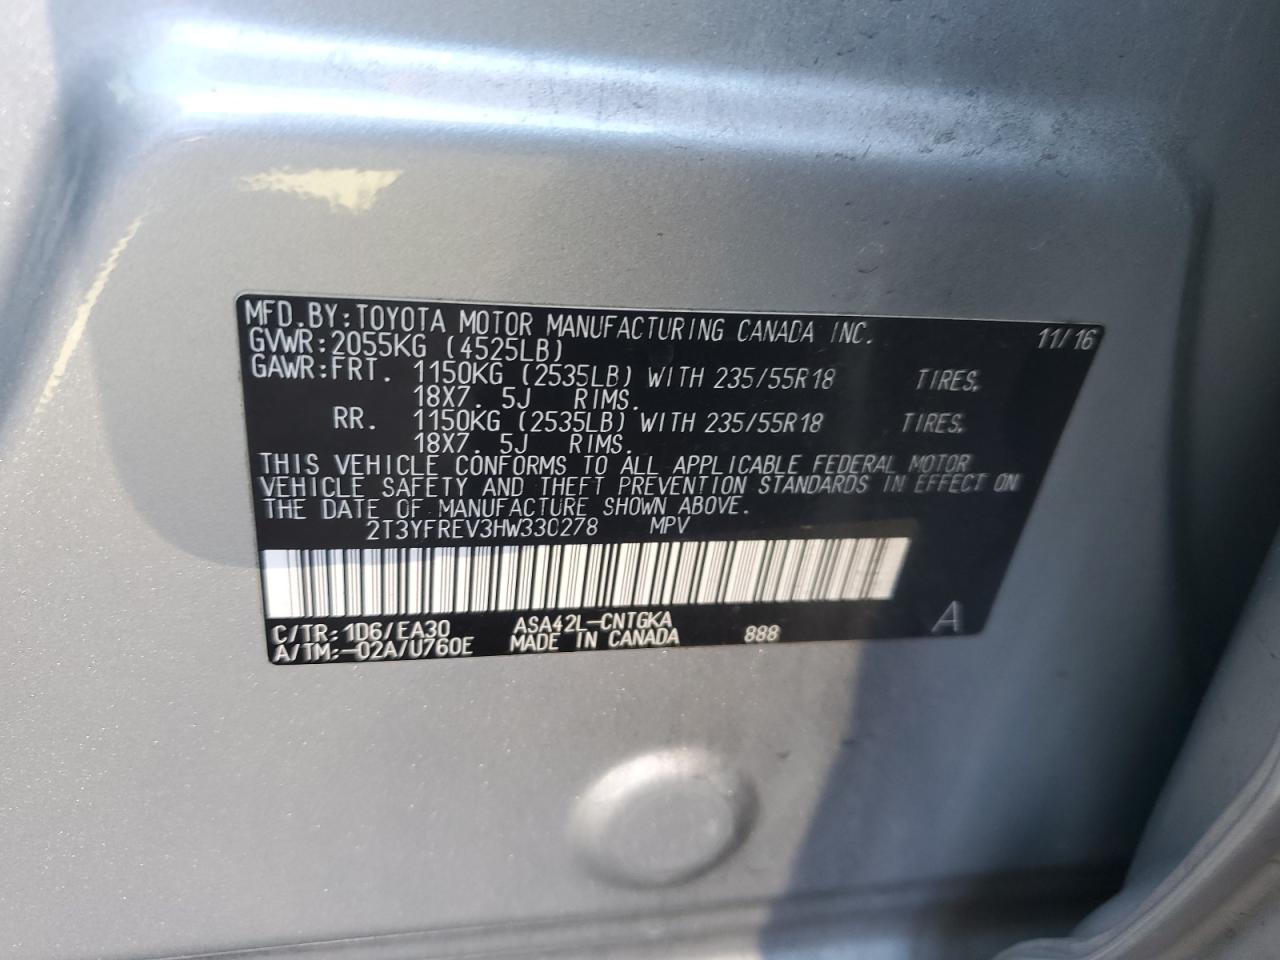 MFD.BY:TOYOTA MOTOR MANUFACTURING CANADA INC. 11/16
GVWR:2055KG (4525LB)
GAWR:FRT. 1150KG (2535LB) WITH 235/55R18 TIRES.
18X7.5J RIMS.
RR. 1150KG (2535LB) WITH 235/55R18 TIRES.
18X7.5J RIMS.
THIS VEHICLE CONFORMS TO ALL APPLICABLE FEDERAL MOTOR
VEHICLE SAFETY AND THEFT PREVENTION STANDARDS IN EFFECT ON
THE DATE OF MANUFACTURE SHOWN ABOVE.
2T3YFREV3HW330278 MPV
C/TR:1D6/EA30 ASA42L-CNTGKA
A/TM:-02A/U760E MADE IN CANADA 888 A